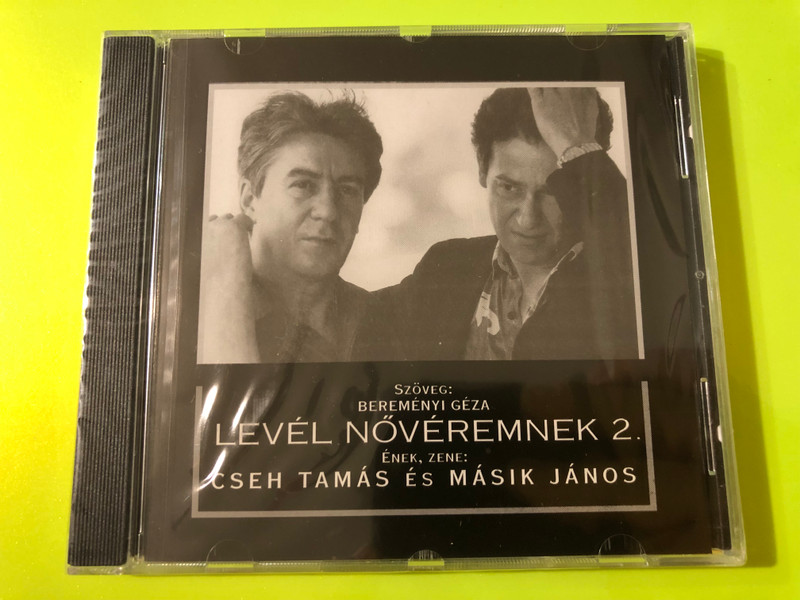 Szöveg:
Bereményi Géza
LEVÉL NŐVÉREMNEK 2.
Ének, zene:
Cseh Tamás és Másik János